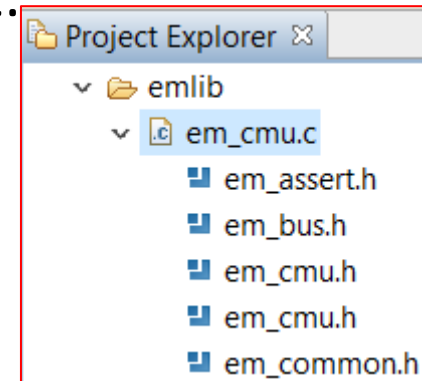 Project Explorer
emlib
em_cmu.c
em_assert.h
em_bus.h
em_cmu.h
em_cmu.h
em_common.h